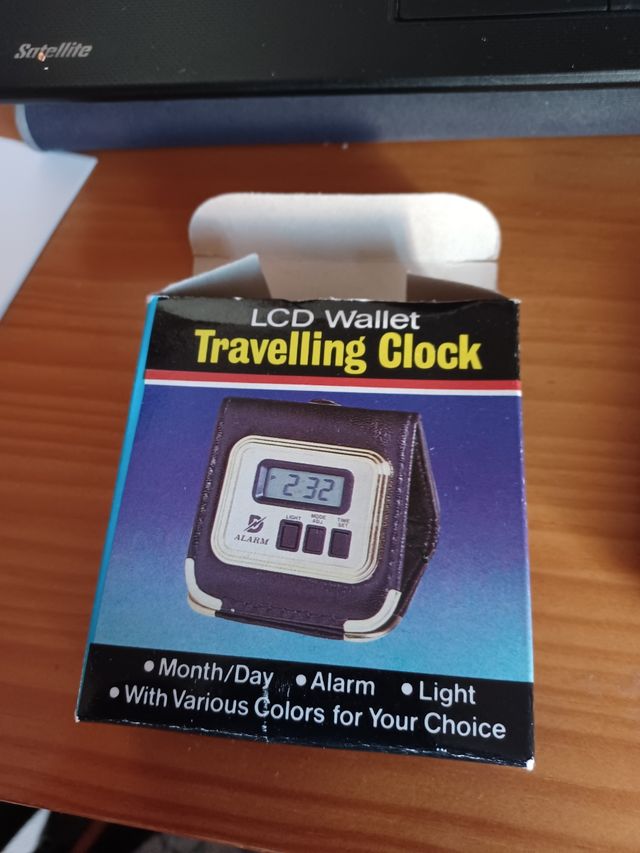 Satellite
LCD Wallet
Travelling Clock
2:32
LIGHT
MODE
ADJ.
TIME
SET
ALARM
• Month/Day • Alarm • Light
• With Various Colors for Your Choice